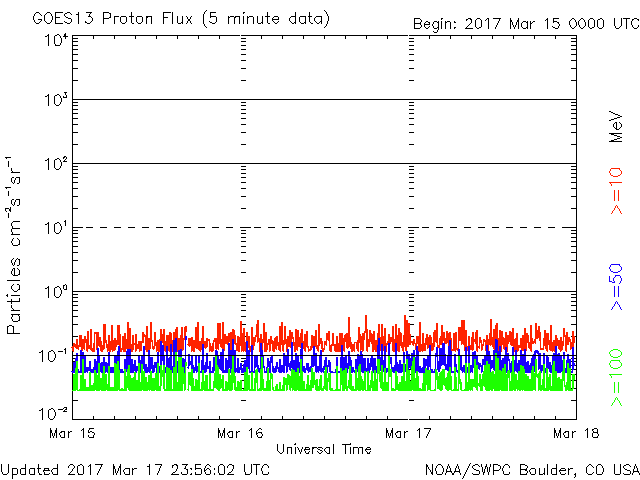 GOES13 Proton Flux (5 minute data)
Begin: 2017 Mar 15 0000 UTC
Particles cm⁻²s⁻¹sr⁻¹
10⁴
10³
10²
10¹
10⁰
10⁻¹
10⁻²
Mar 15
Mar 16
Mar 17
Mar 18
Universal Time
MeV
>=10
>=50
>=100
Updated 2017 Mar 17 23:56:02 UTC
NOAA/SWPC Boulder, CO USA